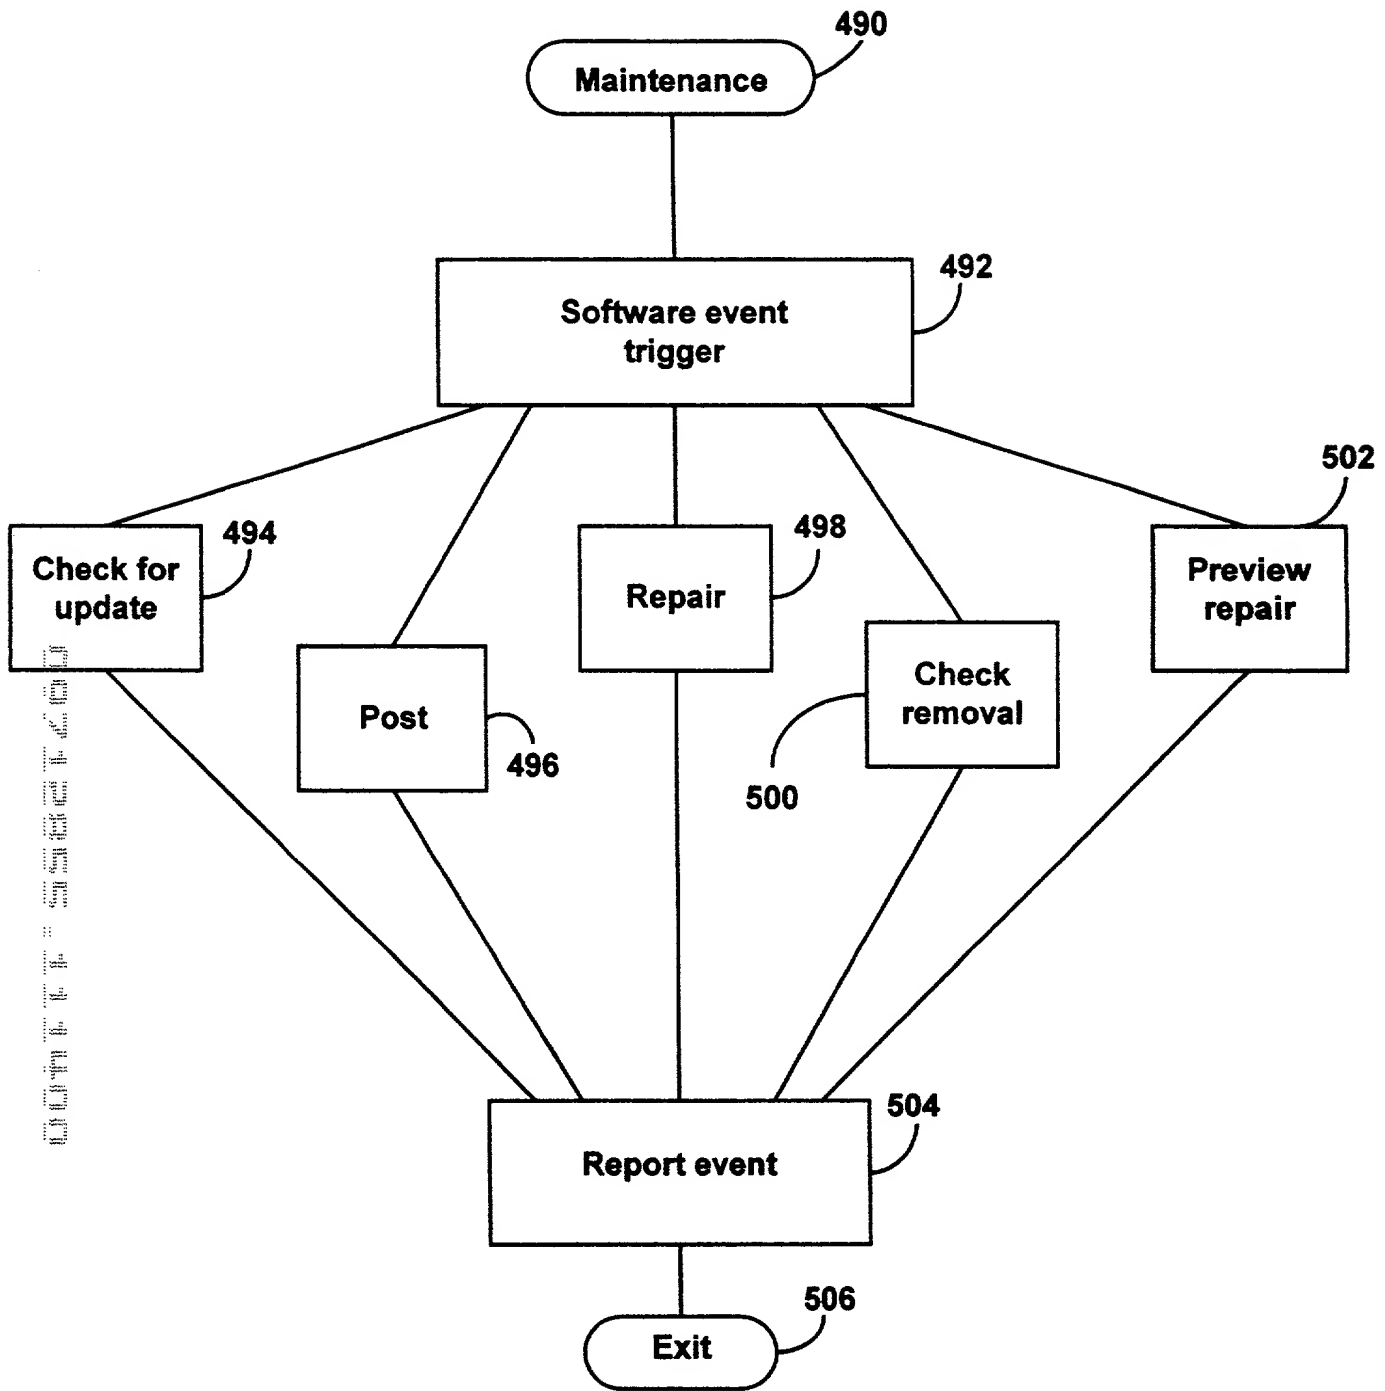 490
Maintenance
492
Software event
trigger
502
494
498
Check for
update
Repair
Preview
repair
Post
496
Check
removal
500
504
Report event
506
Exit